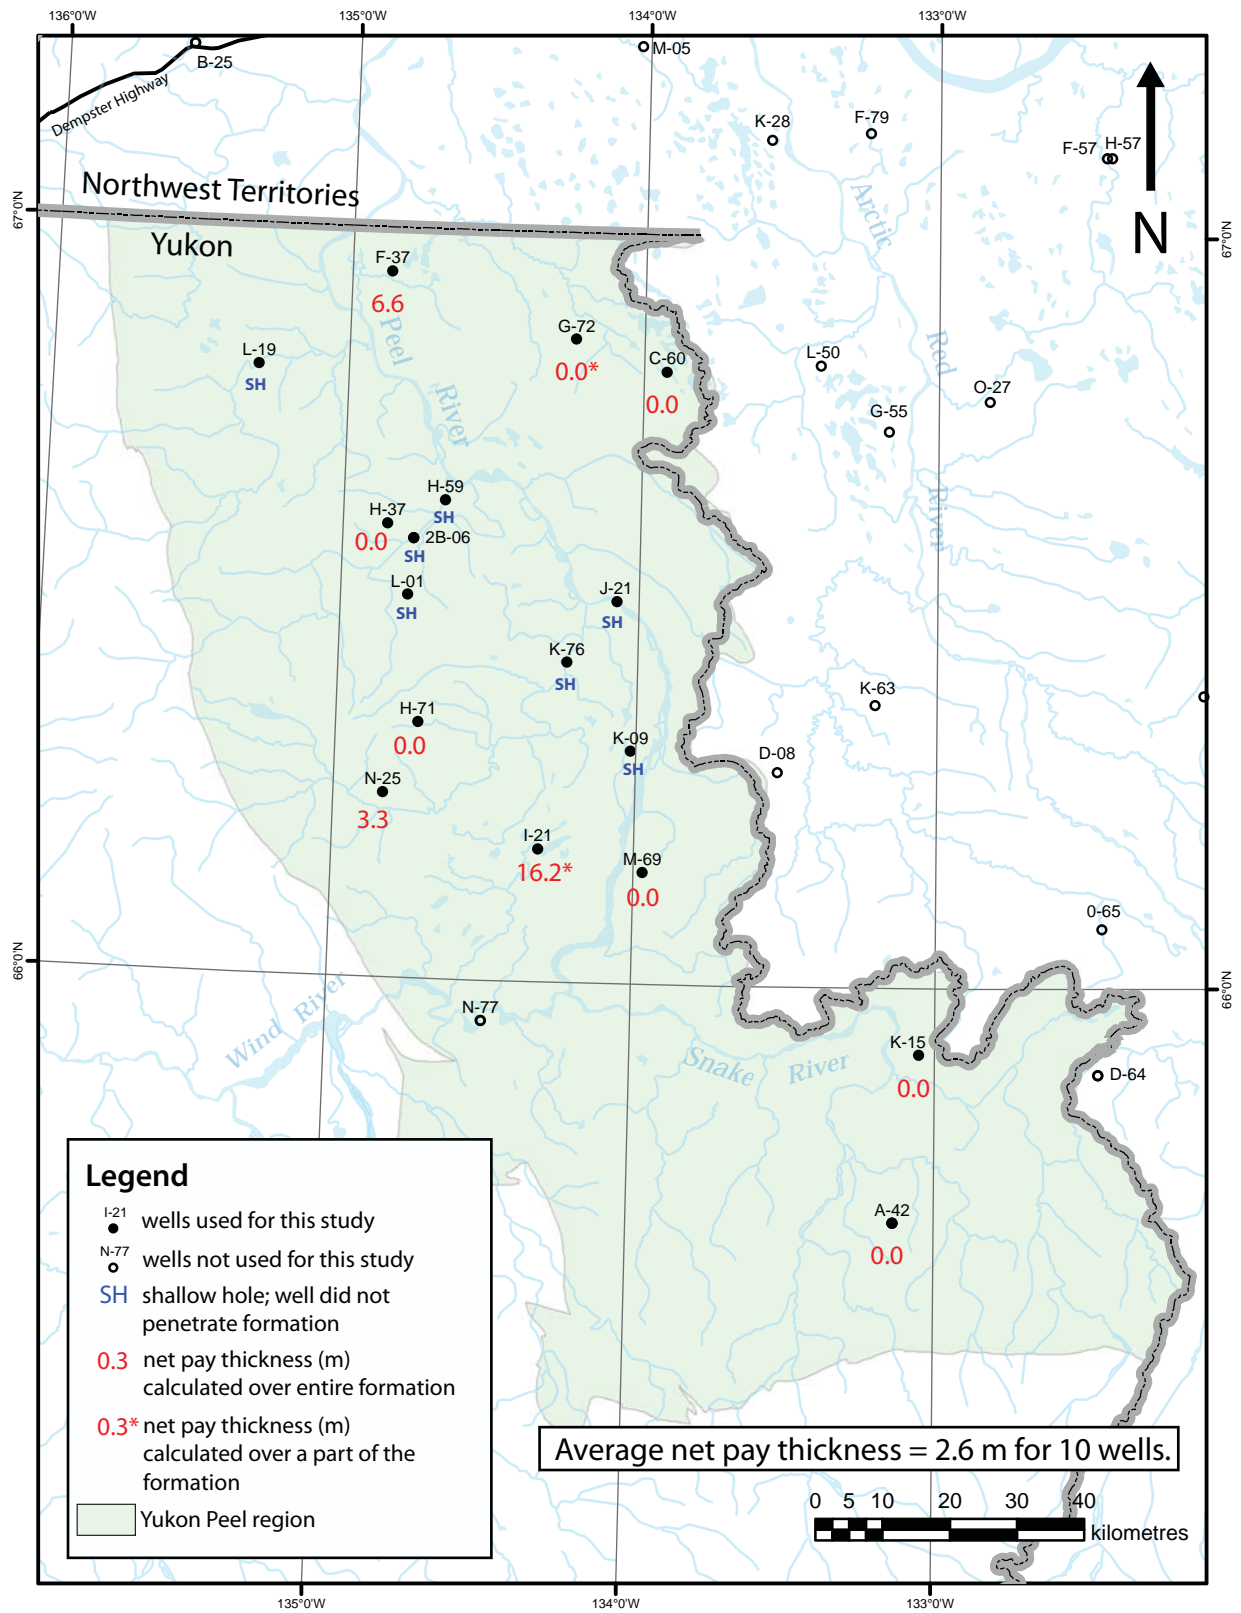 136°0'W
135°0'W
134°0'W
133°0'W
B-25
M-05
Dempster Highway
K-28
F-79
F-57
H-57
N
Northwest Territories
Yukon
67°0'N
67°0'N
Arctic
Red
River
F-37
6.6
Peel
River
G-72
0.0*
L-19
SH
C-60
0.0
L-50
O-27
G-55
H-59
SH
H-37
0.0
2B-06
SH
L-01
SH
J-21
SH
K-76
SH
K-63
H-71
0.0
K-09
SH
D-08
N-25
3.3
I-21
16.2*
M-69
0.0
0-65
66°0'N
66°0'N
Wind River
N-77
Snake River
K-15
0.0
D-64
A-42
0.0
Legend
I-21
wells used for this study
N-77
wells not used for this study
SH shallow hole; well did not
penetrate formation
0.3 net pay thickness (m)
calculated over entire formation
0.3* net pay thickness (m)
calculated over a part of the
formation
Yukon Peel region
Average net pay thickness = 2.6 m for 10 wells.
0 5 10 20 30 40
kilometres
135°0'W
134°0'W
133°0'W